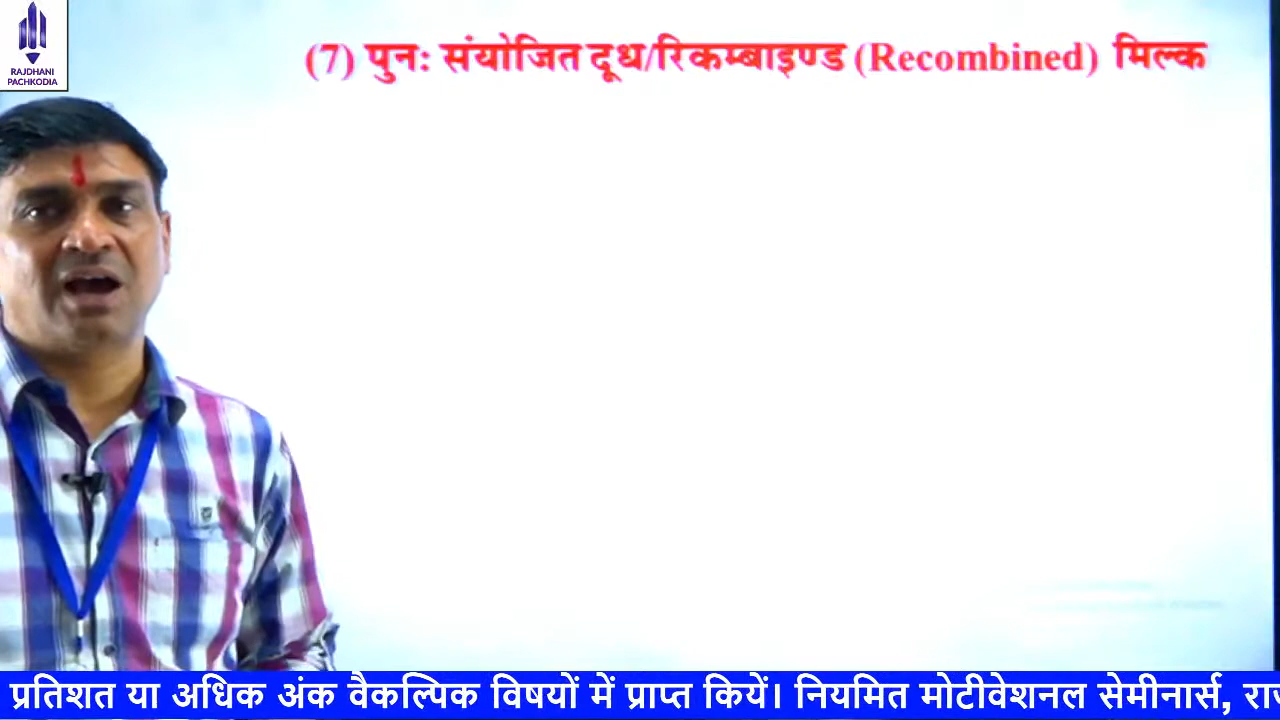 RAJDHANI
PACHKODIA
(7) पुन: संयोजित दूध/रिकम्बाइण्ड (Recombined) मिल्क
प्रतिशत या अधिक अंक वैकल्पिक विषयों में प्राप्त कियें। नियमित मोटीवेशनल सेमीनार्स,